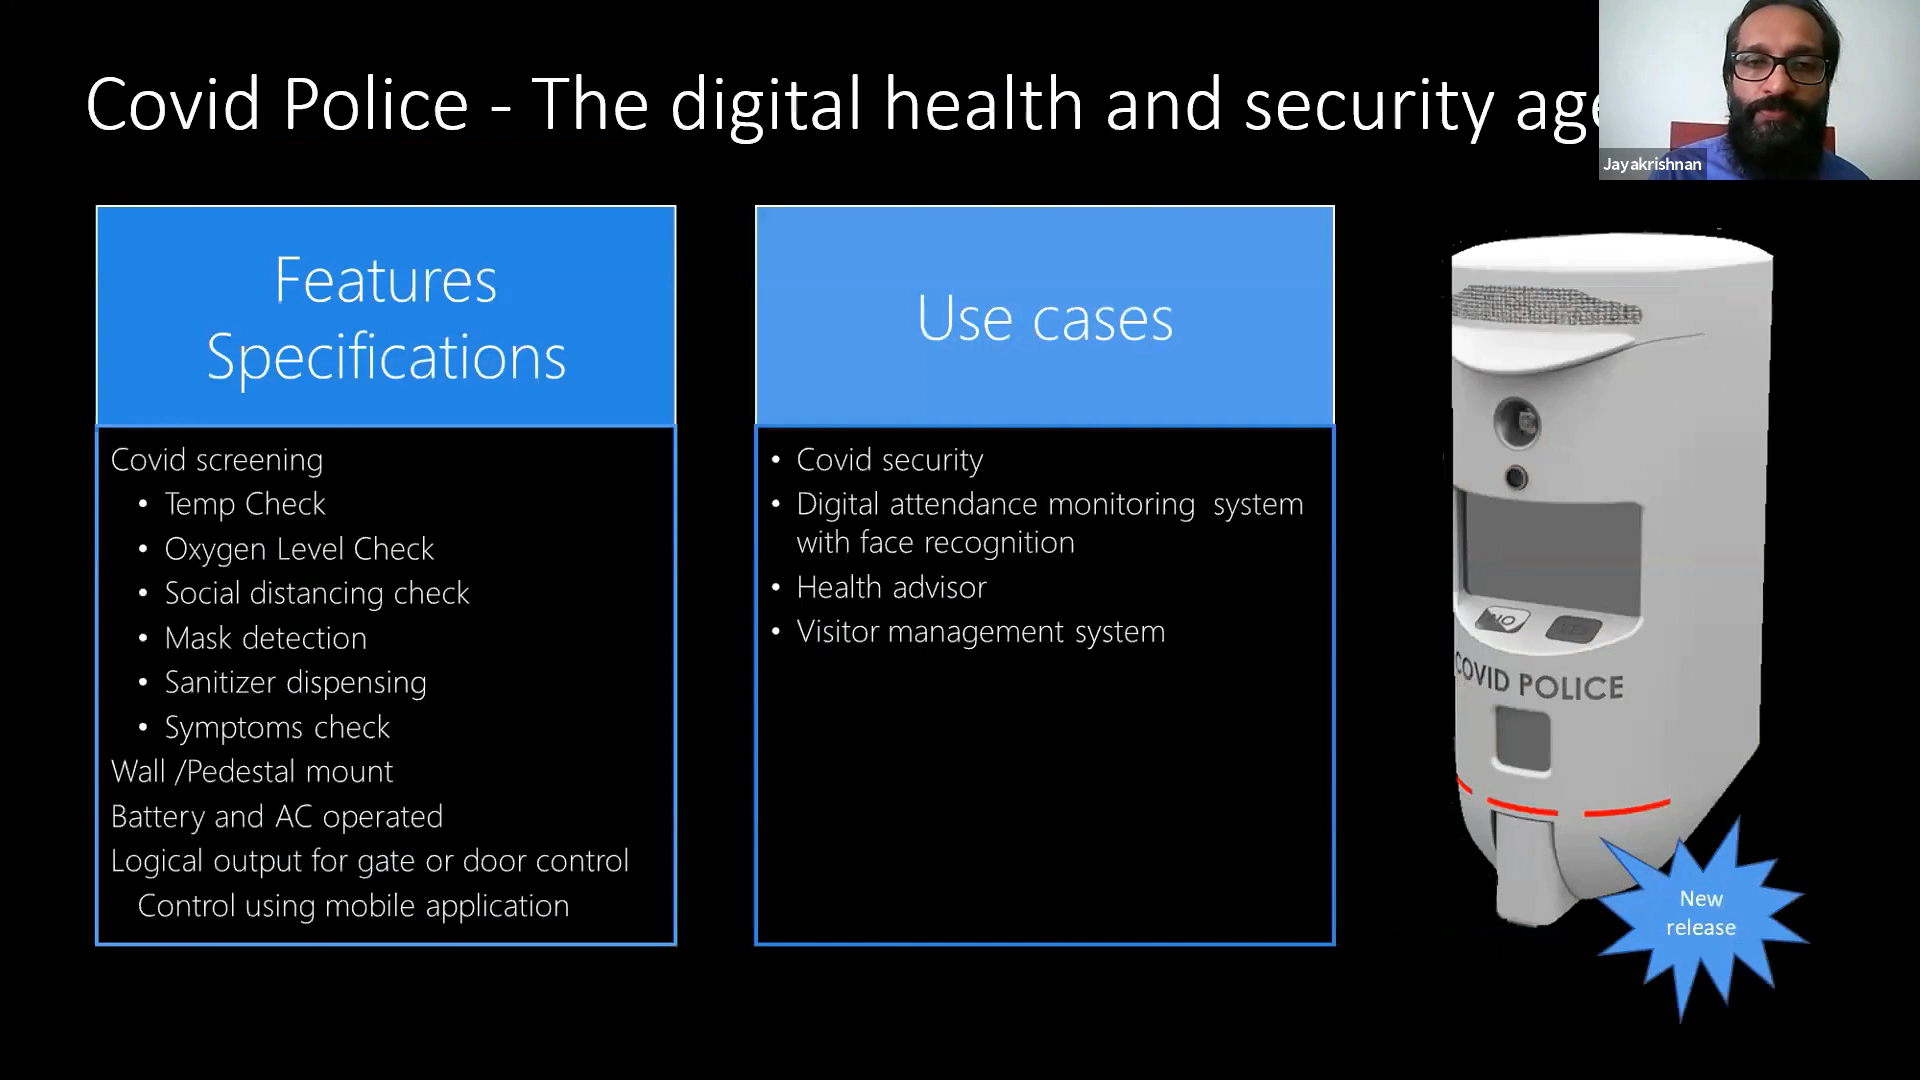 Covid Police - The digital health and security age
Jayakrishnan
Features
Specifications
Covid screening
• Temp Check
• Oxygen Level Check
• Social distancing check
• Mask detection
• Sanitizer dispensing
• Symptoms check
Wall /Pedestal mount
Battery and AC operated
Logical output for gate or door control
Control using mobile application
Use cases
• Covid security
• Digital attendance monitoring system
with face recognition
• Health advisor
• Visitor management system
NO
COVID POLICE
New
release